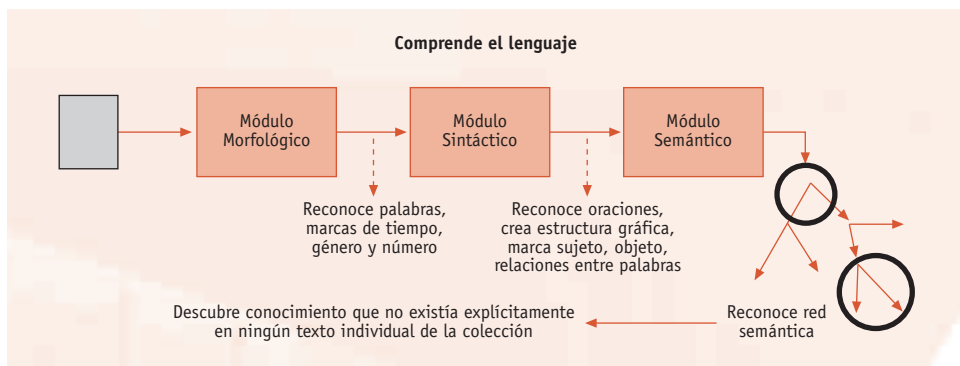 Comprende el lenguaje
Módulo
Morfológico
Módulo
Sintáctico
Módulo
Semántico
Reconoce palabras,
marcas de tiempo,
género y número
Reconoce oraciones,
crea estructura gráfica,
marca sujeto, objeto,
relaciones entre palabras
Reconoce red
semántica
Descubre conocimiento que no existía explícitamente
en ningún texto individual de la colección